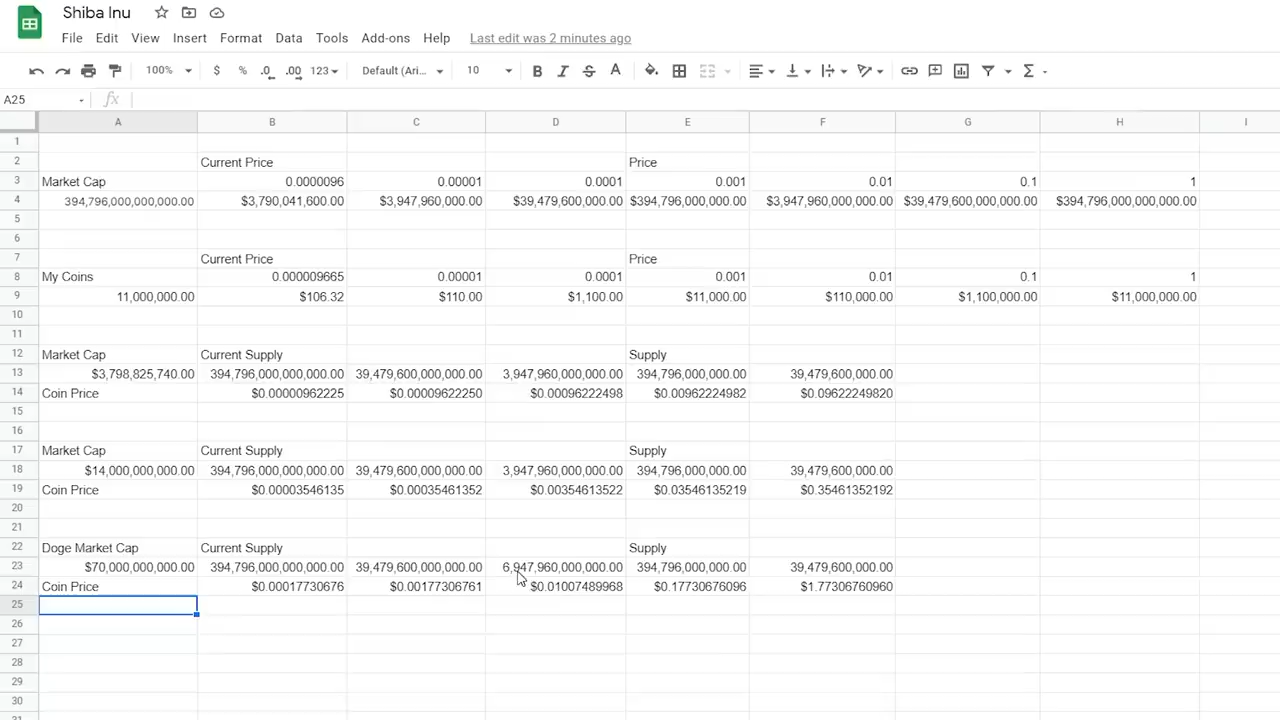 Shiba Inu
File Edit View Insert Format Data Tools Add-ons Help Last edit was 2 minutes ago
100% $ % .0 .00 123 Default (Ari... 10 B I S A Σ
A25 fx
A B C D E F G H I
1
2 Current Price Price
3 Market Cap 0.0000096 0.00001 0.0001 0.001 0.01 0.1 1
4 394,796,000,000,000.00 $3,790,041,600.00 $3,947,960,000.00 $39,479,600,000.00 $394,796,000,000.00 $3,947,960,000,000.00 $39,479,600,000,000.00 $394,796,000,000,000.00
5
6
7 Current Price Price
8 My Coins 0.000009665 0.00001 0.0001 0.001 0.01 0.1 1
9 11,000,000.00 $106.32 $110.00 $1,100.00 $11,000.00 $110,000.00 $1,100,000.00 $11,000,000.00
10
11
12 Market Cap Current Supply Supply
13 $3,798,825,740.00 394,796,000,000,000.00 39,479,600,000,000.00 3,947,960,000,000.00 394,796,000,000.00 39,479,600,000.00
14 Coin Price $0.00000962225 $0.00009622250 $0.00096222498 $0.00962224982 $0.09622249820
15
16
17 Market Cap Current Supply Supply
18 $14,000,000,000.00 394,796,000,000,000.00 39,479,600,000,000.00 3,947,960,000,000.00 394,796,000,000.00 39,479,600,000.00
19 Coin Price $0.00003546135 $0.00035461352 $0.00354613522 $0.03546135219 $0.35461352192
20
21
22 Doge Market Cap Current Supply Supply
23 $70,000,000,000.00 394,796,000,000,000.00 39,479,600,000,000.00 6,947,960,000,000.00 394,796,000,000.00 39,479,600,000.00
24 Coin Price $0.00017730676 $0.00177306761 $0.01007489968 $0.17730676096 $1.77306760960
25
26
27
28
29
30